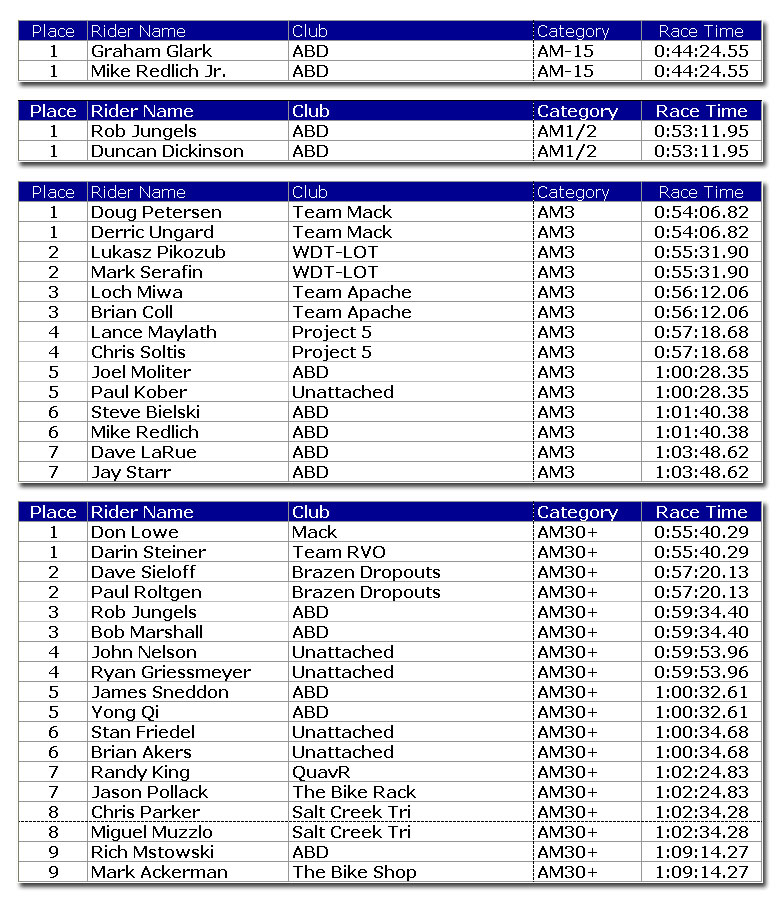 Place Rider Name Club Category Race Time
1 Graham Glark ABD AM-15 0:44:24.55
1 Mike Redlich Jr. ABD AM-15 0:44:24.55
Place Rider Name Club Category Race Time
1 Rob Jungels ABD AM1/2 0:53:11.95
1 Duncan Dickinson ABD AM1/2 0:53:11.95
Place Rider Name Club Category Race Time
1 Doug Petersen Team Mack AM3 0:54:06.82
1 Derric Ungard Team Mack AM3 0:54:06.82
2 Lukasz Pikozub WDT-LOT AM3 0:55:31.90
2 Mark Serafin WDT-LOT AM3 0:55:31.90
3 Loch Miwa Team Apache AM3 0:56:12.06
3 Brian Coll Team Apache AM3 0:56:12.06
4 Lance Maylath Project 5 AM3 0:57:18.68
4 Chris Soltis Project 5 AM3 0:57:18.68
5 Joel Moliter ABD AM3 1:00:28.35
5 Paul Kober Unattached AM3 1:00:28.35
6 Steve Bielski ABD AM3 1:01:40.38
6 Mike Redlich ABD AM3 1:01:40.38
7 Dave LaRue ABD AM3 1:03:48.62
7 Jay Starr ABD AM3 1:03:48.62
Place Rider Name Club Category Race Time
1 Don Lowe Mack AM30+ 0:55:40.29
1 Darin Steiner Team RVO AM30+ 0:55:40.29
2 Dave Sieloff Brazen Dropouts AM30+ 0:57:20.13
2 Paul Roltgen Brazen Dropouts AM30+ 0:57:20.13
3 Rob Jungels ABD AM30+ 0:59:34.40
3 Bob Marshall ABD AM30+ 0:59:34.40
4 John Nelson Unattached AM30+ 0:59:53.96
4 Ryan Griessmeyer Unattached AM30+ 0:59:53.96
5 James Sneddon ABD AM30+ 1:00:32.61
5 Yong Qi ABD AM30+ 1:00:32.61
6 Stan Friedel Unattached AM30+ 1:00:34.68
6 Brian Akers Unattached AM30+ 1:00:34.68
7 Randy King QuavR AM30+ 1:02:24.83
7 Jason Pollack The Bike Rack AM30+ 1:02:24.83
8 Chris Parker Salt Creek Tri AM30+ 1:02:34.28
8 Miguel Muzzlo Salt Creek Tri AM30+ 1:02:34.28
9 Rich Mstowski ABD AM30+ 1:09:14.27
9 Mark Ackerman The Bike Shop AM30+ 1:09:14.27